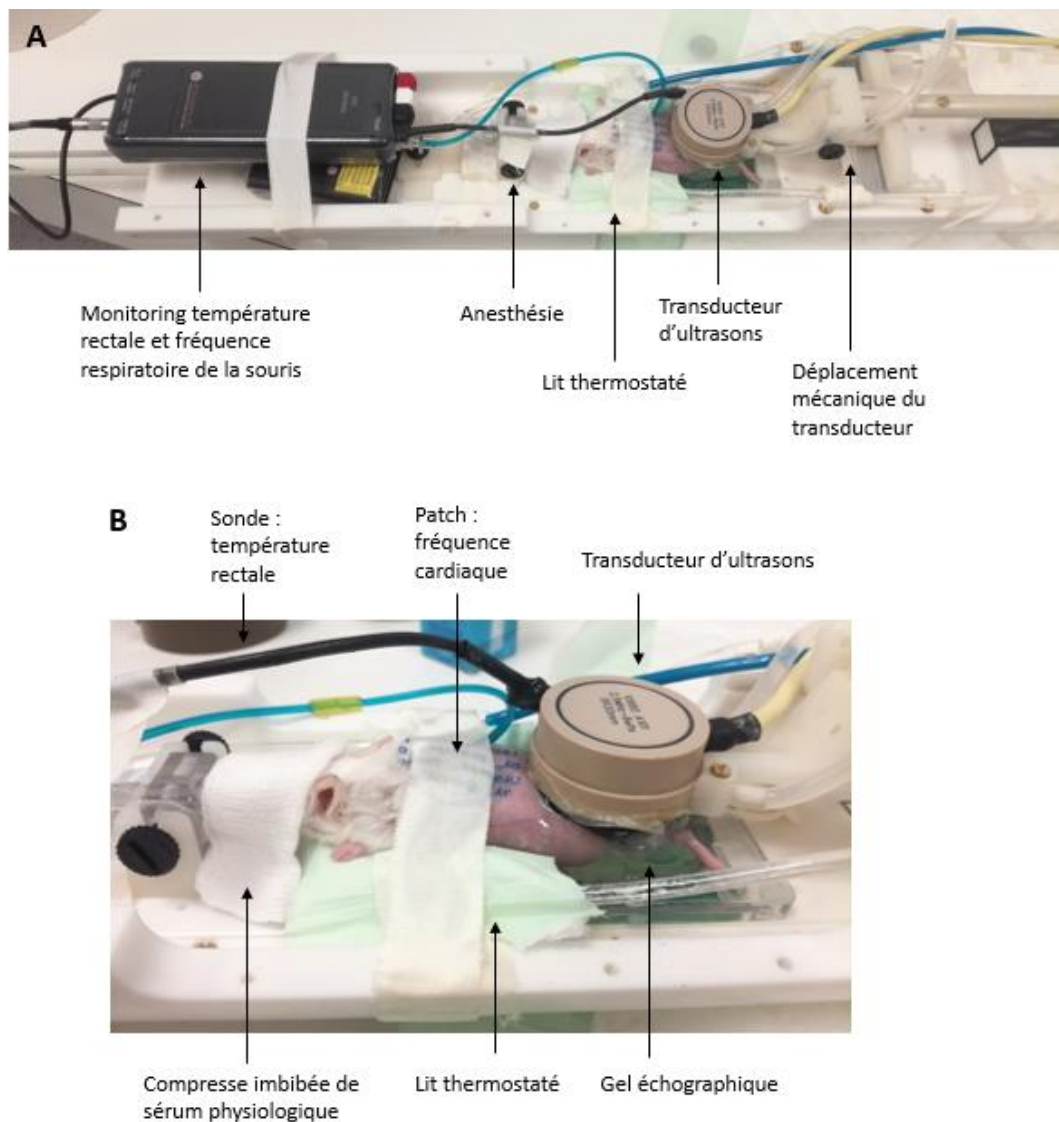 A
Monitoring température
rectale et fréquence
respiratoire de la souris
Anesthésie
Lit thermostaté
Transducteur
d'ultrasons
Déplacement
mécanique du
transducteur
B
Sonde :
température
rectale
Patch :
fréquence
cardiaque
Transducteur d'ultrasons
Compresse imbibée de
sérum physiologique
Lit thermostaté
Gel échographique